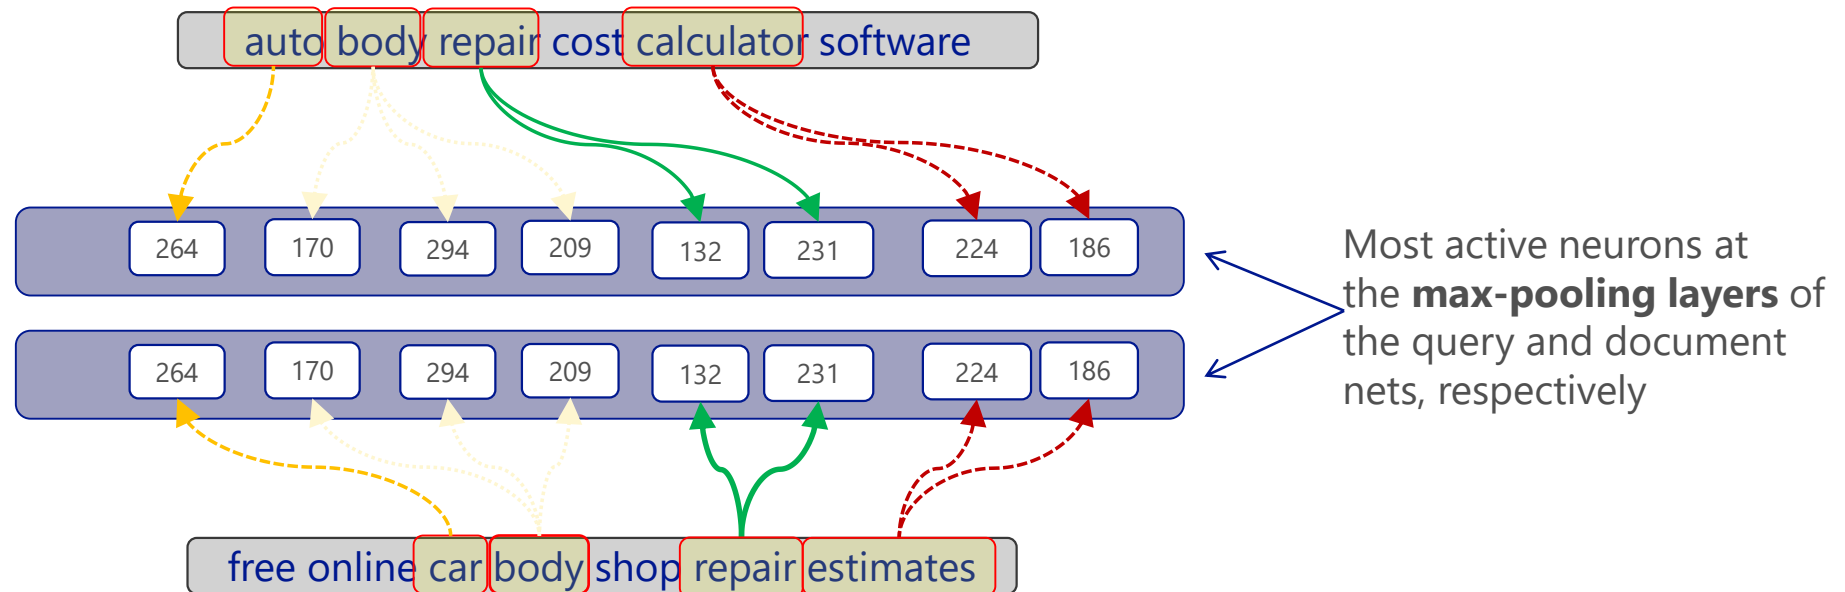 auto body repair cost calculator software
264 170 294 209 132 231 224 186
264 170 294 209 132 231 224 186
Most active neurons at
the max-pooling layers of
the query and document
nets, respectively
free online car body shop repair estimates